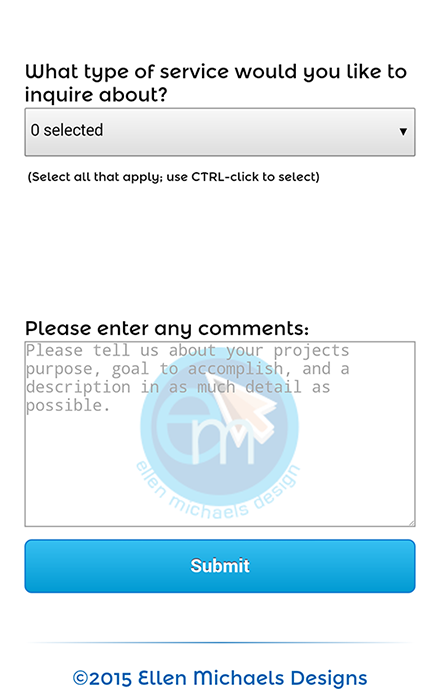 What type of service would you like to
inquire about?
0 selected
(Select all that apply; use CTRL-click to select)
Please enter any comments:
Please tell us about your projects
purpose, goal to accomplish, and a
description in as much detail as
possible.
em
ellen michaels design
Submit
©2015 Ellen Michaels Designs